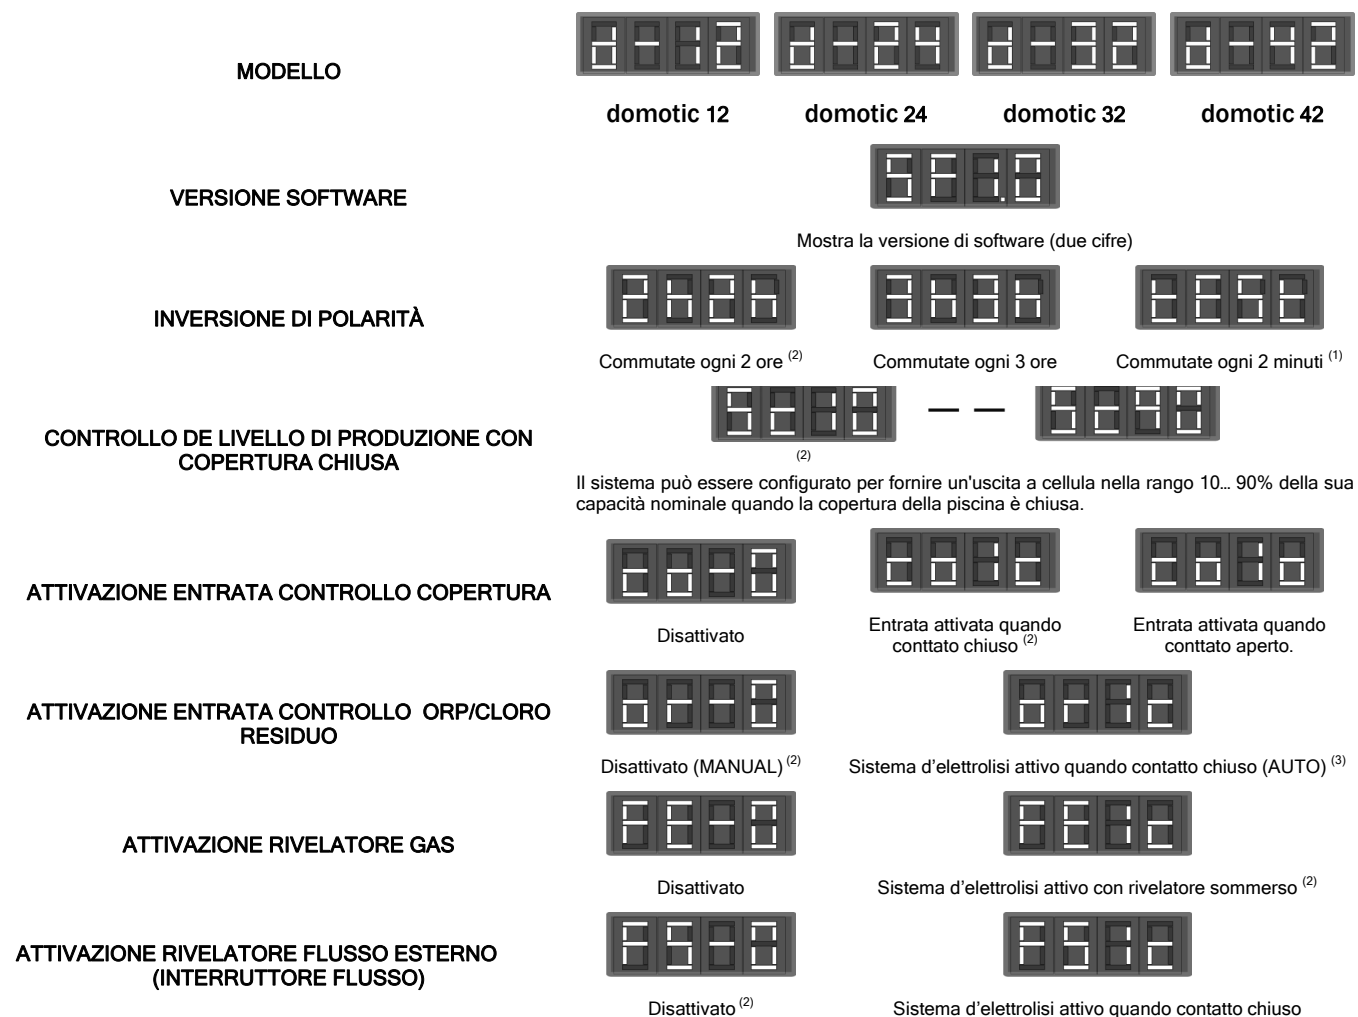 d-12 d-24 d-32 d-42
MODELLO
domotic 12 domotic 24 domotic 32 domotic 42
VERSIONE SOFTWARE
Mostra la versione di software (due cifre)
INVERSIONE DI POLARITÀ
Commutate ogni 2 ore (2) Commutate ogni 3 ore Commutate ogni 2 minuti (1)
CONTROLLO DE LIVELLO DI PRODUZIONE CON
COPERTURA CHIUSA
— —
(2)
Il sistema può essere configurato per fornire un'uscita a cellula nella rango 10... 90% della sua
capacità nominale quando la copertura della piscina è chiusa.
ATTIVAZIONE ENTRATA CONTROLLO COPERTURA
Disattivato
Entrata attivata quando
conttato chiuso (2)
Entrata attivata quando
conttato aperto.
ATTIVAZIONE ENTRATA CONTROLLO ORP/CLORO
RESIDUO
Disattivato (MANUAL) (2) Sistema d'elettrolisi attivo quando contatto chiuso (AUTO) (3)
ATTIVAZIONE RIVELATORE GAS
Disattivato Sistema d'elettrolisi attivo con rivelatore sommerso (2)
ATTIVAZIONE RIVELATORE FLUSSO ESTERNO
(INTERRUTTORE FLUSSO)
Disattivato (2) Sistema d'elettrolisi attivo quando contatto chiuso